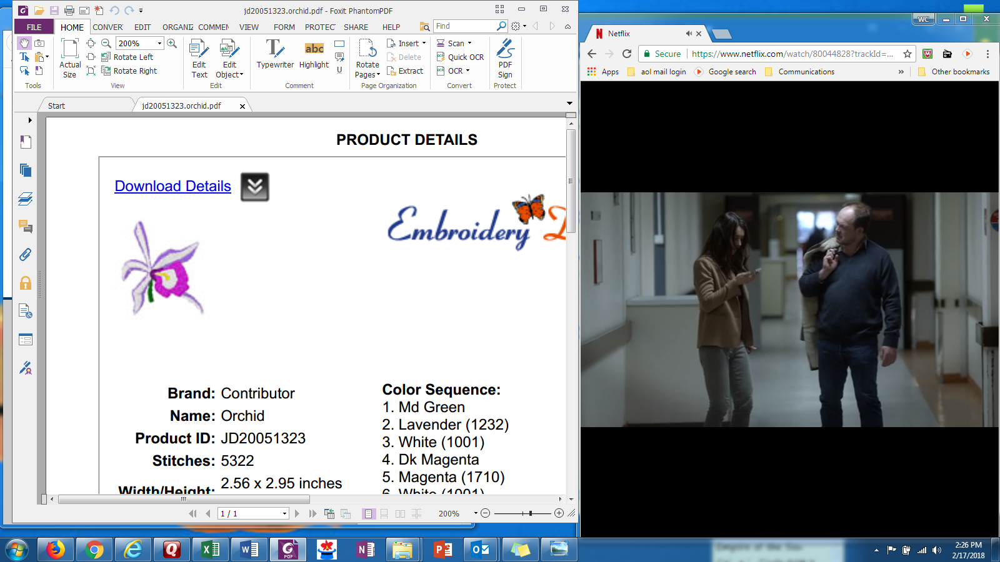 jd20051323.orchid.pdf - Foxit PhantomPDF
FILE HOME CONVER EDIT ORGANIZ COMMEN VIEW FORM PROTEC SHARE HELP Find
200%
Actual Size
Rotate Left
Rotate Right
Edit Text
Edit Object
Typewriter
abc
Highlight
U
Rotate Pages
Insert
Delete
Extract
Scan
Quick OCR
OCR
PDF Sign
Tools View Edit Comment Page Organization Convert Protect
Start
jd20051323.orchid.pdf
PRODUCT DETAILS
Download Details
Embroidery
Brand: Contributor
Name: Orchid
Product ID: JD20051323
Stitches: 5322
Width/Height: 2.56 x 2.95 inches
Color Sequence:
1. Md Green
2. Lavender (1232)
3. White (1001)
4. Dk Magenta
5. Magenta (1710)
6. White (1001)
1 / 1
200%
WC
Netflix
Secure https://www.netflix.com/watch/80044828?trackId=...
Apps aol mail login Google search Communications » Other bookmarks
2:26 PM
2/17/2018